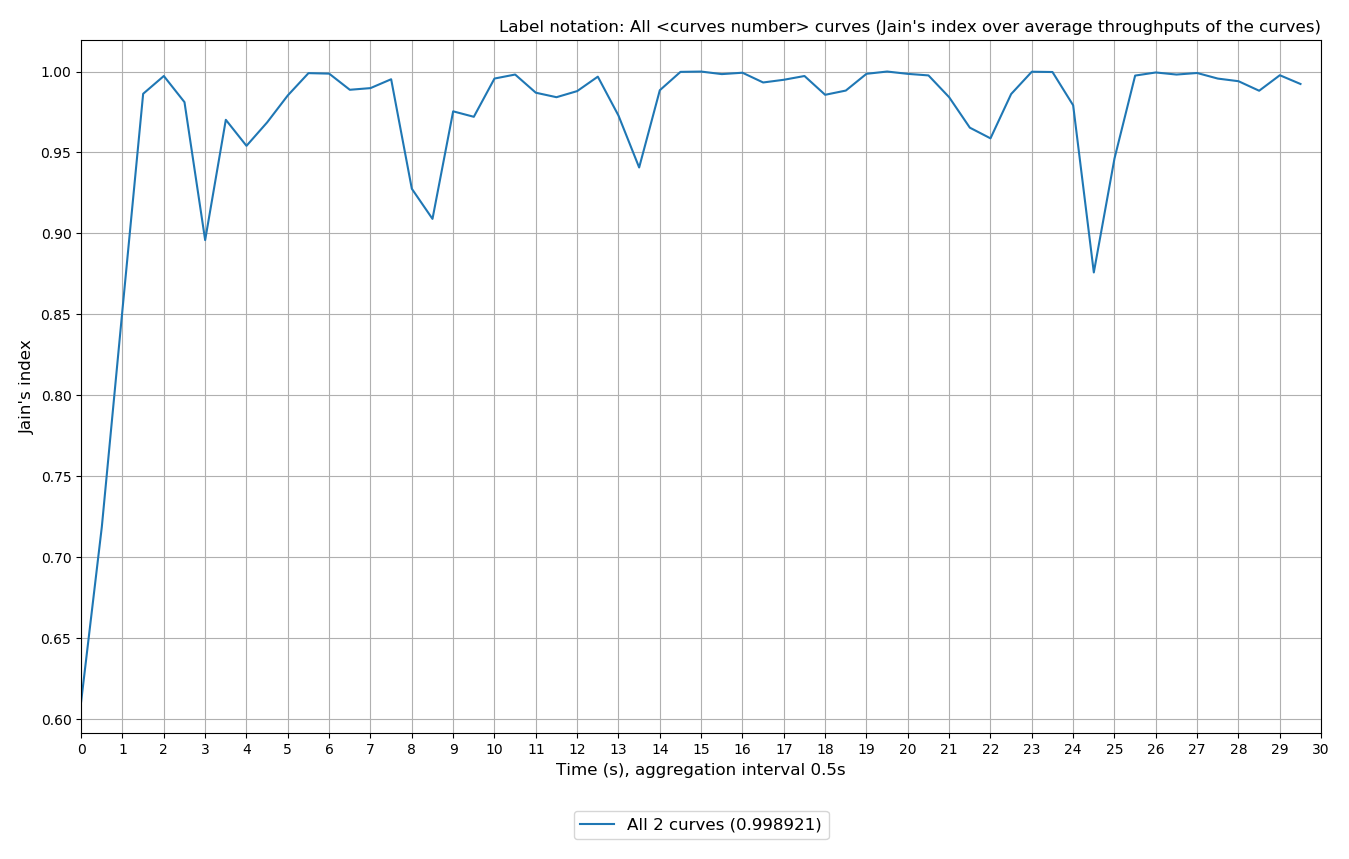 Label notation: All <curves number> curves (Jain's index over average throughputs of the curves)
1.00
0.95
0.90
0.85
0.80
0.75
0.70
0.65
0.60
Jain's index
0 1 2 3 4 5 6 7 8 9 10 11 12 13 14 15 16 17 18 19 20 21 22 23 24 25 26 27 28 29 30
Time (s), aggregation interval 0.5s
All 2 curves (0.998921)